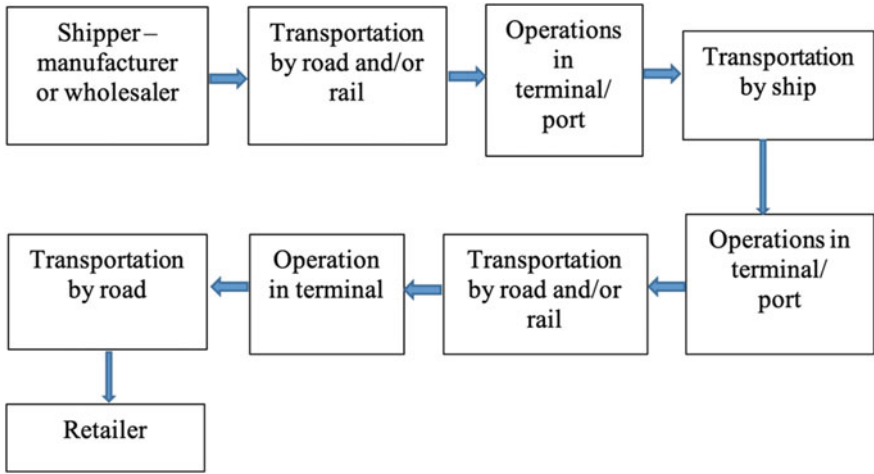 Shipper –
manufacturer
or wholesaler
Transportation
by road and/or
rail
Operations
in
terminal/
port
Transportation
by ship
Operations in
terminal/
port
Transportation
by road and/or
rail
Operation
in terminal
Transportation
by road
Retailer